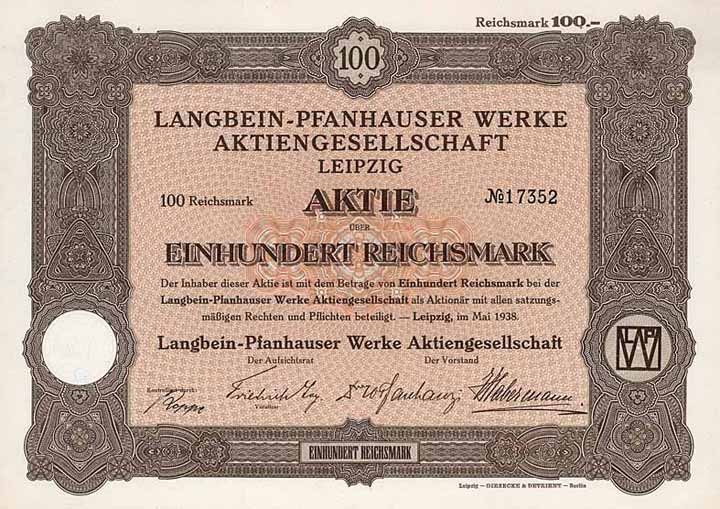 Reichsmark 100.-
100
LANGBEIN-PFANHAUSER WERKE
AKTIENGESELLSCHAFT
LEIPZIG
100 Reichsmark AKTIE №17352
ÜBER
EINHUNDERT REICHSMARK
Der Inhaber dieser Aktie ist mit dem Betrage von Einhundert Reichsmark bei der
Langbein-Pfanhauser Werke Aktiengesellschaft als Aktionär mit allen satzungs-
mäßigen Rechten und Pflichten beteiligt. — Leipzig, im Mai 1938.
Langbein-Pfanhauser Werke Aktiengesellschaft
Der Aufsichtsrat Der Vorstand
Kontrolliert durch:
Vorsitzer
EINHUNDERT REICHSMARK
Leipzig — GIESECKE & DEVRIENT — Berlin